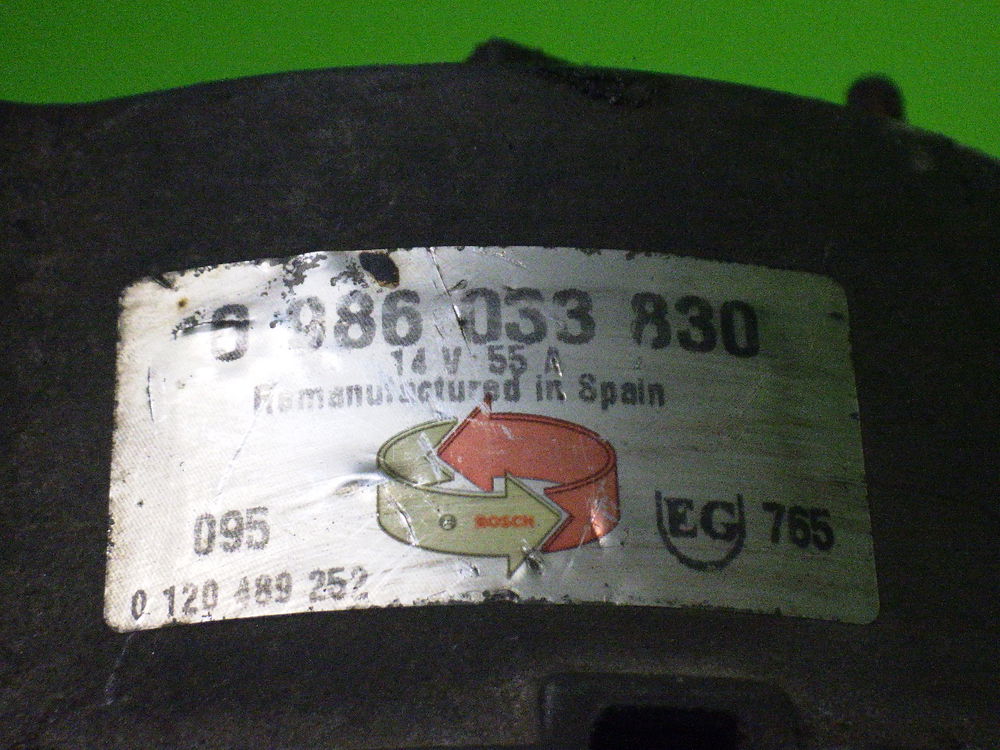 0 986 033 830
14 V 55 A
Remanufactured in Spain
BOSCH
095
EG 765
0 120 489 252